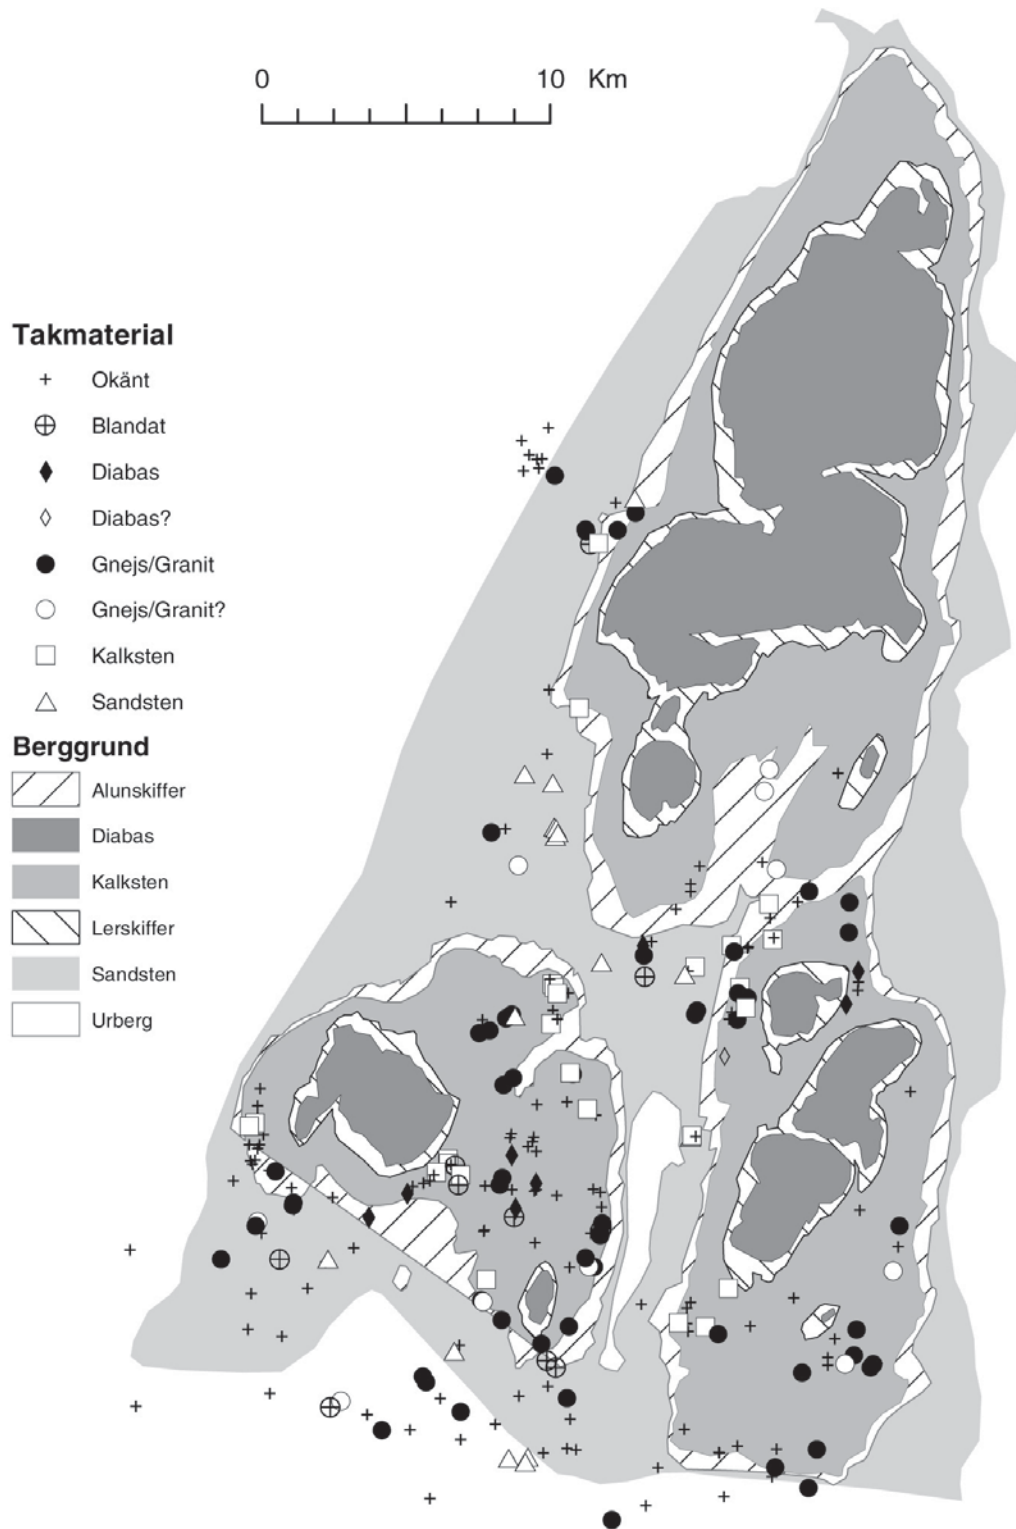 0 10 Km
Takmaterial
Okänt
Blandat
Diabas
Diabas?
Gnejs/Granit
Gnejs/Granit?
Kalksten
Sandsten
Berggrund
Alunskiffer
Diabas
Kalksten
Lerskiffer
Sandsten
Urberg